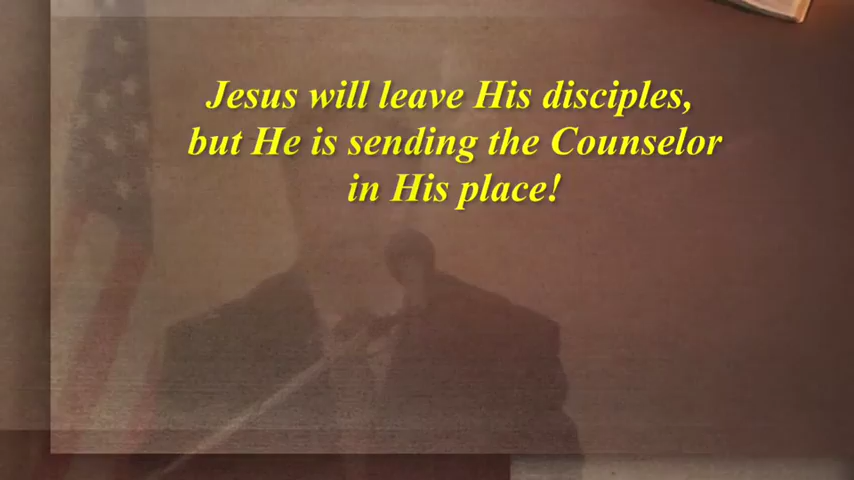 Jesus will leave His disciples,
but He is sending the Counselor
in His place!